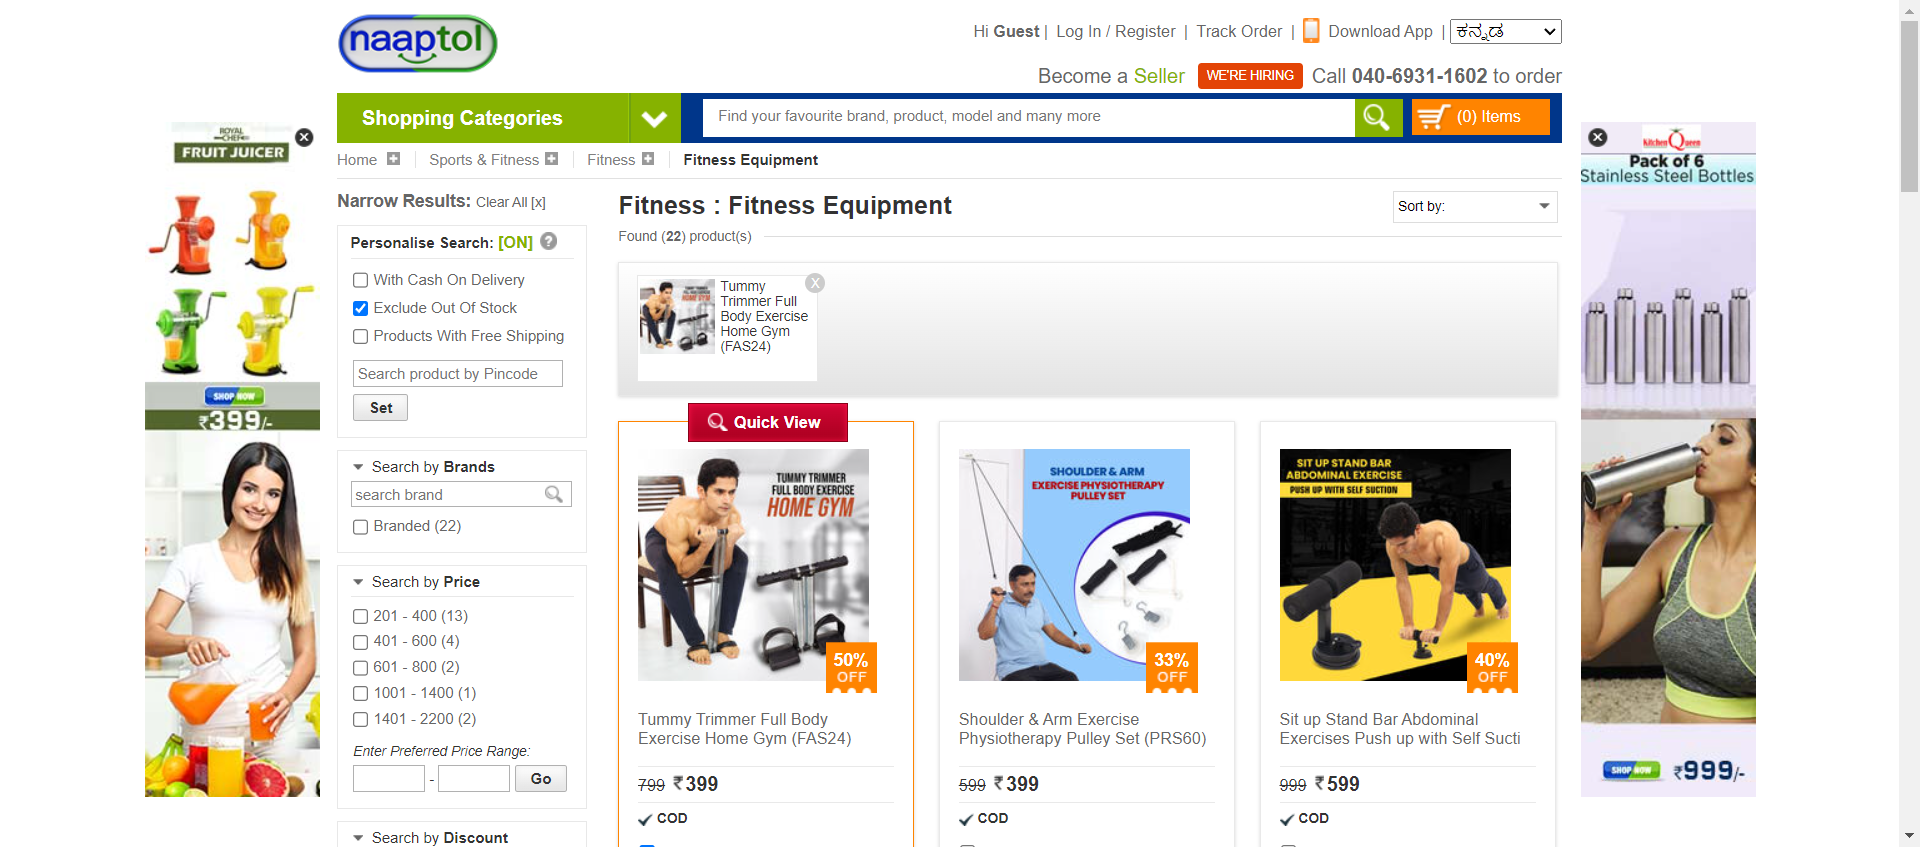 naaptol
Hi Guest | Log In / Register | Track Order | Download App | ಕನ್ನಡ
Become a Seller WE'RE HIRING Call 040-6931-1602 to order
Shopping Categories
Find your favourite brand, product, model and many more
(0) Items
Home Sports & Fitness Fitness Fitness Equipment
ROYAL
CHEF
FRUIT JUICER
SHOP NOW
₹399/-
Narrow Results: Clear All [x]
Personalise Search: [ON] ?
With Cash On Delivery
Exclude Out Of Stock
Products With Free Shipping
Search product by Pincode
Set
Search by Brands
search brand
Branded (22)
Search by Price
201 - 400 (13)
401 - 600 (4)
601 - 800 (2)
1001 - 1400 (1)
1401 - 2200 (2)
Enter Preferred Price Range:
- Go
Search by Discount
Fitness : Fitness Equipment
Sort by:
Found (22) product(s)
Tummy
Trimmer Full
Body Exercise
Home Gym
(FAS24)
X
Quick View
TUMMY TRIMMER
FULL BODY EXERCISE
HOME GYM
50%
OFF
Tummy Trimmer Full Body
Exercise Home Gym (FAS24)
799 ₹399
COD
SHOULDER & ARM
EXERCISE PHYSIOTHERAPY
PULLEY SET
33%
OFF
Shoulder & Arm Exercise
Physiotherapy Pulley Set (PRS60)
599 ₹399
COD
SIT UP STAND BAR
ABDOMINAL EXERCISE
PUSH UP WITH SELF SUCTION
40%
OFF
Sit up Stand Bar Abdominal
Exercises Push up with Self Sucti
999 ₹599
COD
Kitchen Queen
Pack of 6
Stainless Steel Bottles
SHOP NOW ₹999/-